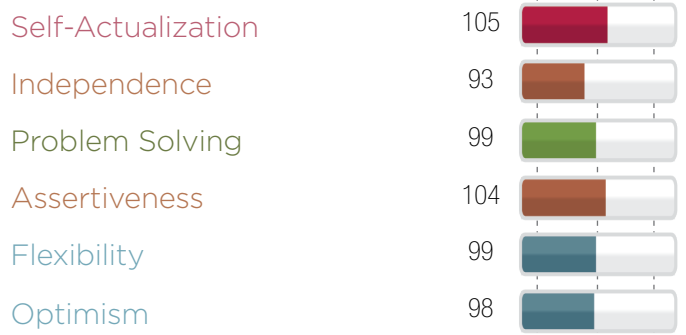 Self-Actualization 105
Independence 93
Problem Solving 99
Assertiveness 104
Flexibility 99
Optimism 98